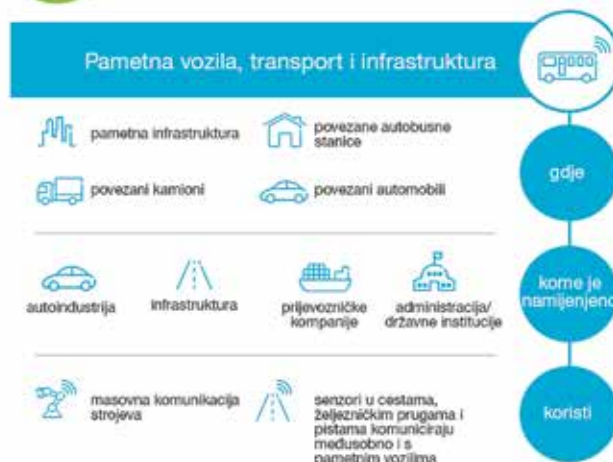 Pametna vozila, transport i infrastruktura
pametna infrastruktura
povezane autobusne
stanice
povezani kamioni
povezani automobili
gdje
autoindustrija
infrastruktura
prijevozničke
kompanije
administracija/
državne institucije
kome je
namijenjeno
masovna komunikacija
strojeva
senzori u cestama,
željezničkim prugama i
pistama komuniciraju
međusobno i s
pametnim vozilima
koristi